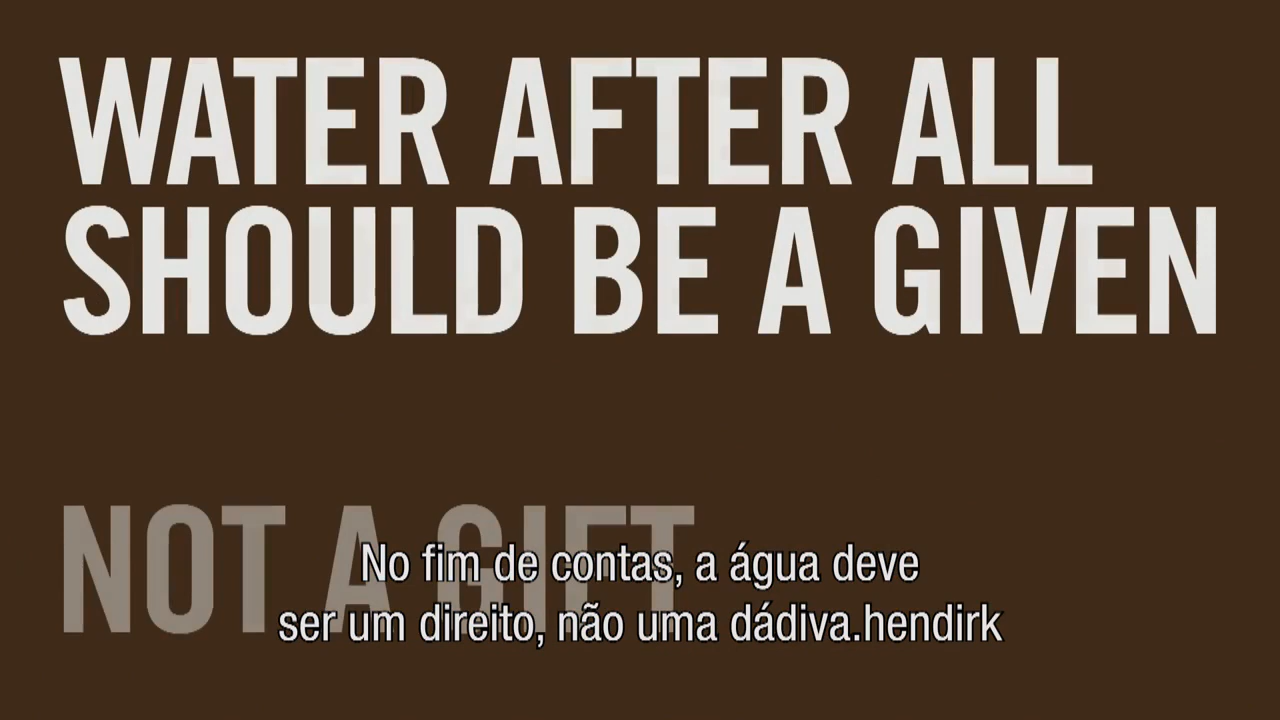 WATER AFTER ALL
SHOULD BE A GIVEN
NOT A GIFT
No fim de contas, a água deve
ser um direito, não uma dádiva.hendirk